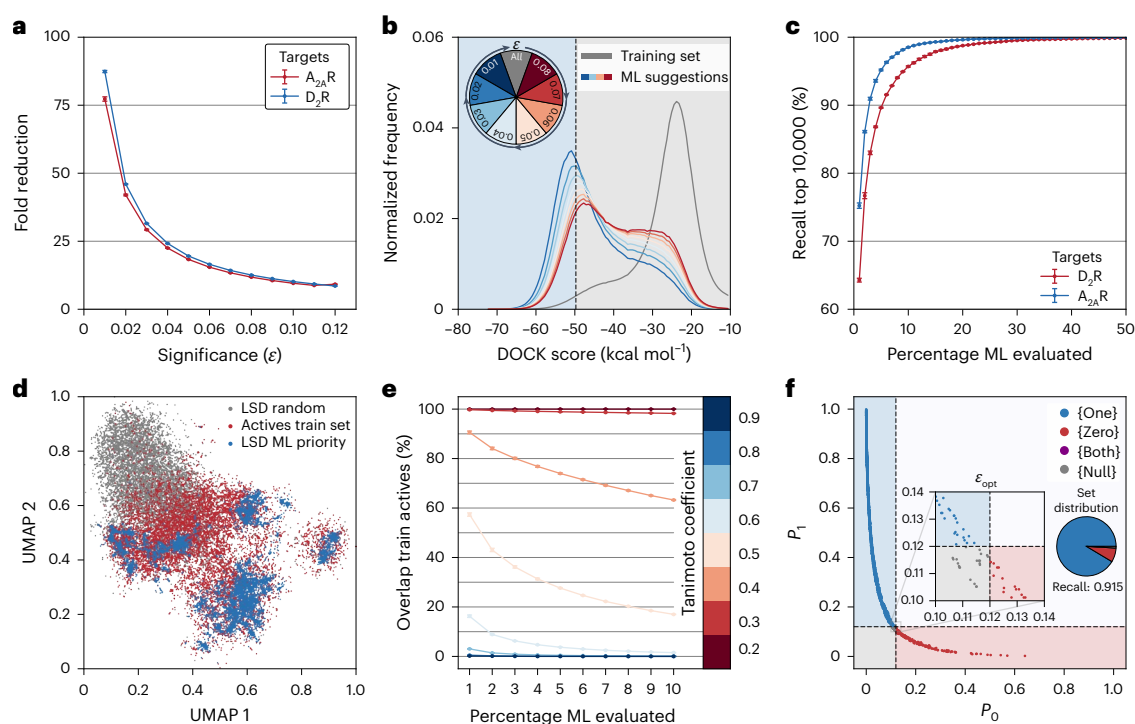 a
100
75
50
25
0
Fold reduction
0.02 0.04 0.06 0.08 0.10 0.12
Significance (ε)
Targets
A2AR
D2R
b
0.06
0.04
0.02
0
Normalized frequency
–80 –70 –60 –50 –40 –30 –20 –10
DOCK score (kcal mol–1)
ε
All
0.08
0.07
0.06
0.05
0.04
0.03
0.02
0.01
Training set
ML suggestions
c
100
90
80
70
60
Recall top 10,000 (%)
0 10 20 30 40 50
Percentage ML evaluated
Targets
D2R
A2AR
d
1.0
0.8
0.6
0.4
0.2
0
UMAP 2
0 0.2 0.4 0.6 0.8 1.0
UMAP 1
LSD random
Actives train set
LSD ML priority
e
100
80
60
40
20
0
Overlap train actives (%)
1 2 3 4 5 6 7 8 9 10
Percentage ML evaluated
Tanimoto coefficient
0.9
0.8
0.7
0.6
0.5
0.4
0.3
0.2
f
1.0
0.8
0.6
0.4
0.2
0
P1
0 0.2 0.4 0.6 0.8 1.0
P0
{One}
{Zero}
{Both}
{Null}
εopt
0.14
0.13
0.12
0.11
0.10
0.10 0.12 0.14
Set
distribution
Recall: 0.915